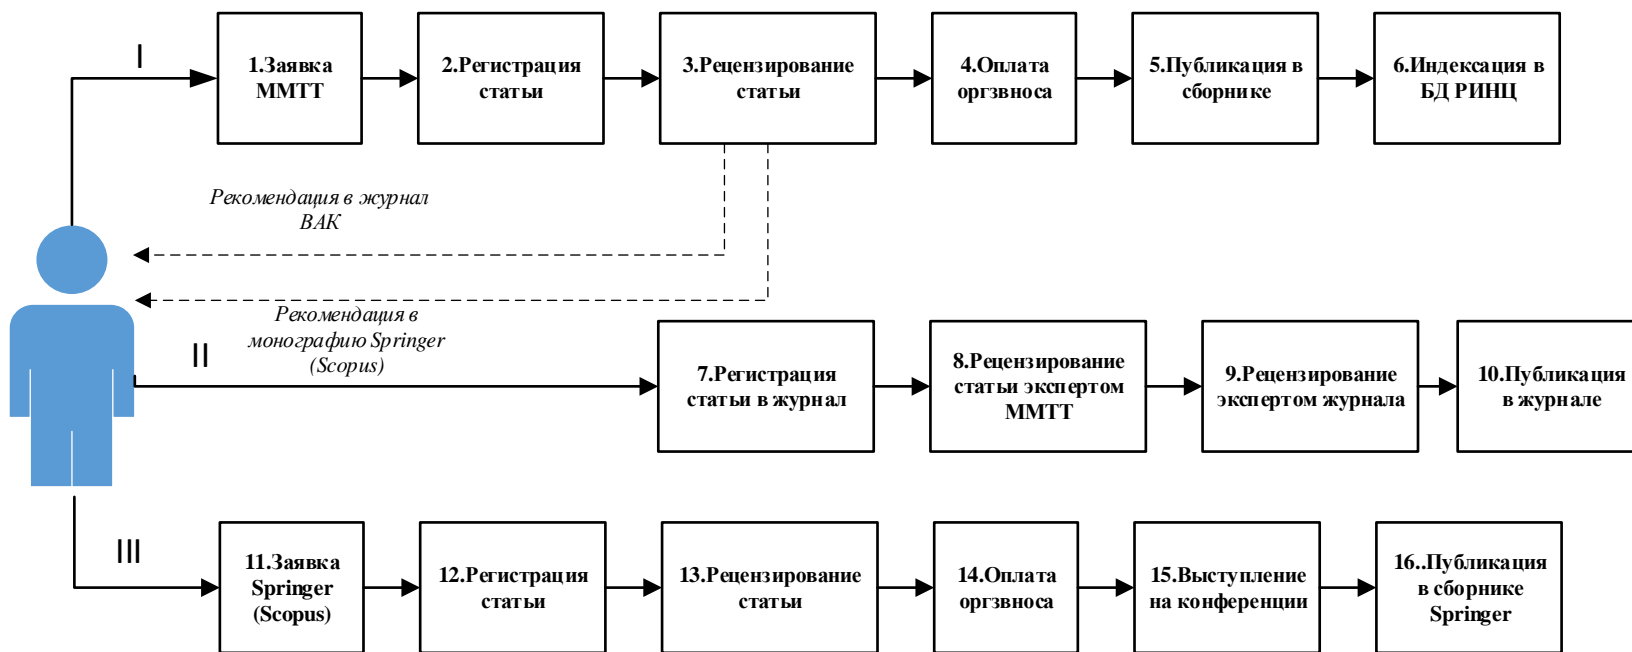 I
1.Заявка
ММТТ
2.Регистрация
статьи
3.Рецензирование
статьи
4.Оплата
оргзвноса
5.Публикация в
сборнике
6.Индексация в
БД РИНЦ
Рекомендация в журнал
ВАК
Рекомендация в
монографию Springer
(Scopus)
II
7.Регистрация
статьи в журнал
8.Рецензирование
статьи экспертом
ММТТ
9.Рецензирование
экспертом журнала
10.Публикация
в журнале
III
11.Заявка
Springer
(Scopus)
12.Регистрация
статьи
13.Рецензирование
статьи
14.Оплата
оргзвноса
15.Выступление
на конференции
16..Публикация
в сборнике
Springer